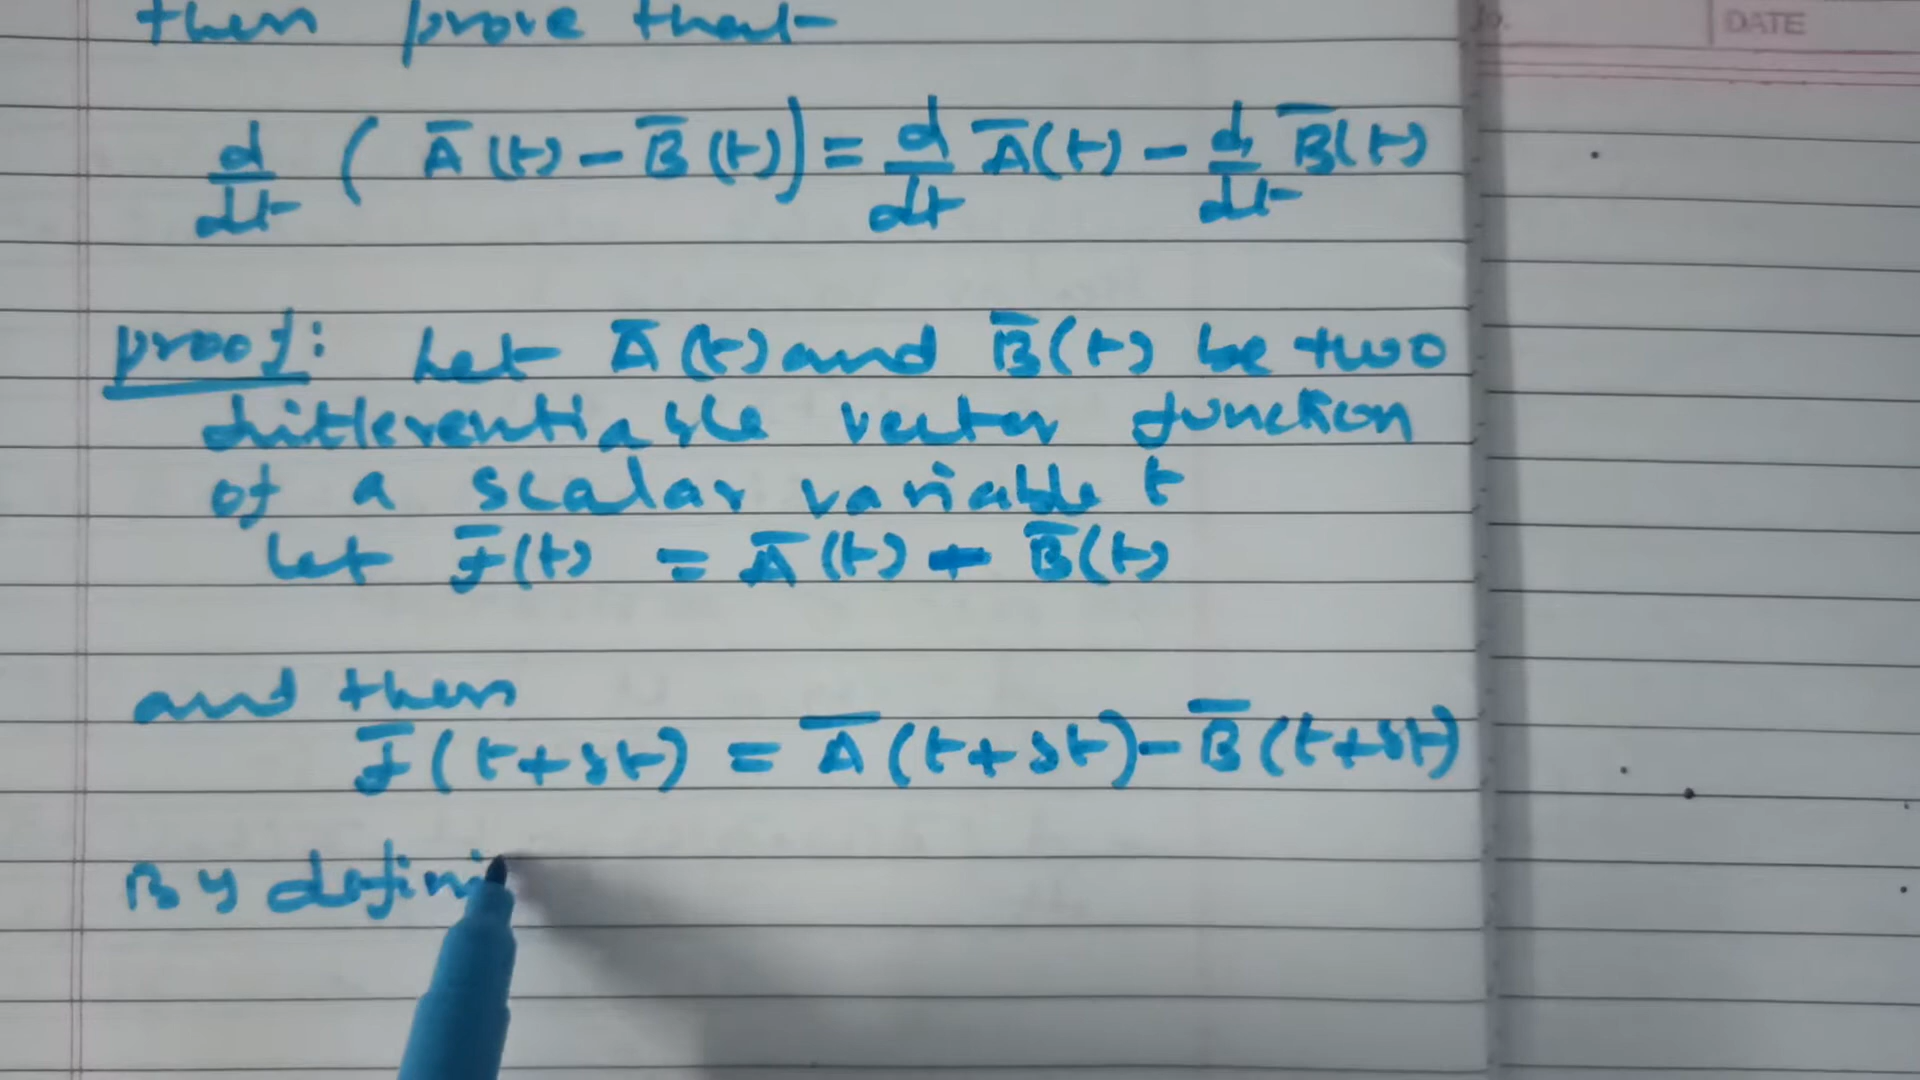 DATE
then prove that
d/dt ( A̅(t) - B̅(t) ) = d/dt A̅(t) - d/dt B̅(t)
proof: Let A̅(t) and B̅(t) be two
differentiable vector function
of a scalar variable t
Let f̅(t) = A̅(t) - B̅(t)
and then
f̅(t+δt) = A̅(t+δt) - B̅(t+δt)
By defini